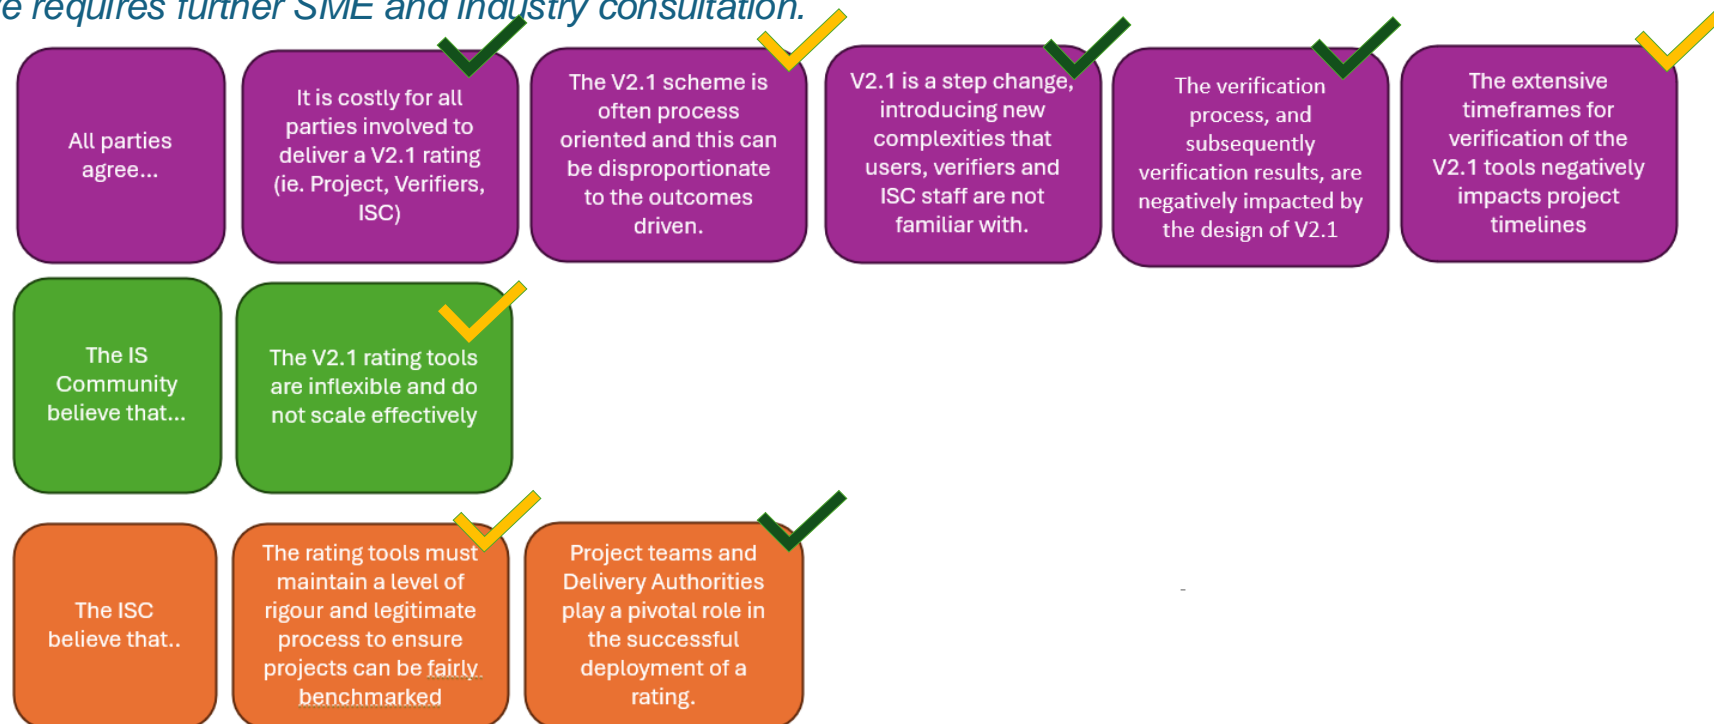 e requires further SME and industry consultation.
All parties
agree...
It is costly for all
parties involved to
deliver a V2.1 rating
(ie. Project, Verifiers,
ISC)
The V2.1 scheme is
often process
oriented and this can
be disproportionate
to the outcomes
driven.
V2.1 is a step change,
introducing new
complexities that
users, verifiers and
ISC staff are not
familiar with.
The verification
process, and
subsequently
verification results, are
negatively impacted by
the design of V2.1
The extensive
timeframes for
verification of the
V2.1 tools negatively
impacts project
timelines
The IS
Community
believe that...
The V2.1 rating tools
are inflexible and do
not scale effectively
The ISC
believe that..
The rating tools must
maintain a level of
rigour and legitimate
process to ensure
projects can be fairly
benchmarked
Project teams and
Delivery Authorities
play a pivotal role in
the successful
deployment of a
rating.
-